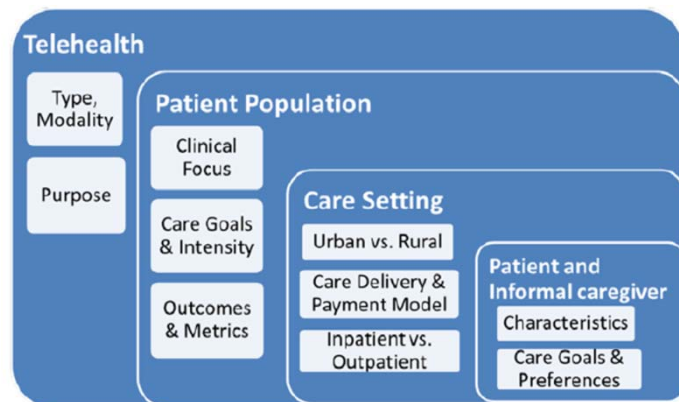 Telehealth
Type,
Modality
Purpose
Patient Population
Clinical
Focus
Care Goals
& Intensity
Outcomes
& Metrics
Care Setting
Urban vs. Rural
Care Delivery &
Payment Model
Inpatient vs.
Outpatient
Patient and
Informal caregiver
Characteristics
Care Goals &
Preferences